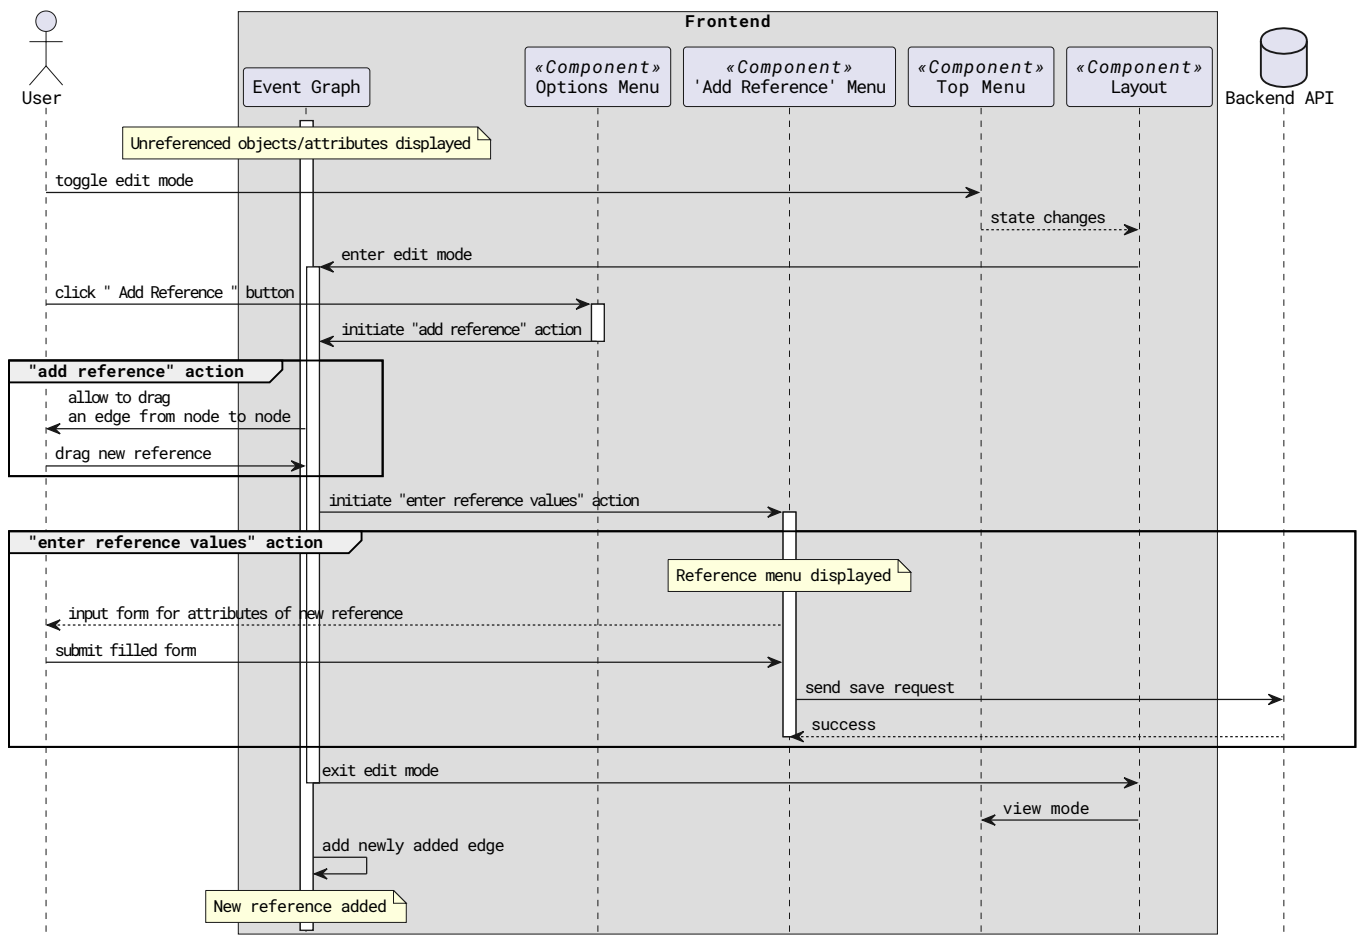 Frontend
User
Event Graph
«Component»
Options Menu
«Component»
'Add Reference' Menu
«Component»
Top Menu
«Component»
Layout
Backend API
Unreferenced objects/attributes displayed
toggle edit mode
state changes
enter edit mode
click " Add Reference " button
initiate "add reference" action
"add reference" action
allow to drag
an edge from node to node
drag new reference
initiate "enter reference values" action
"enter reference values" action
Reference menu displayed
input form for attributes of new reference
submit filled form
send save request
success
exit edit mode
view mode
add newly added edge
New reference added